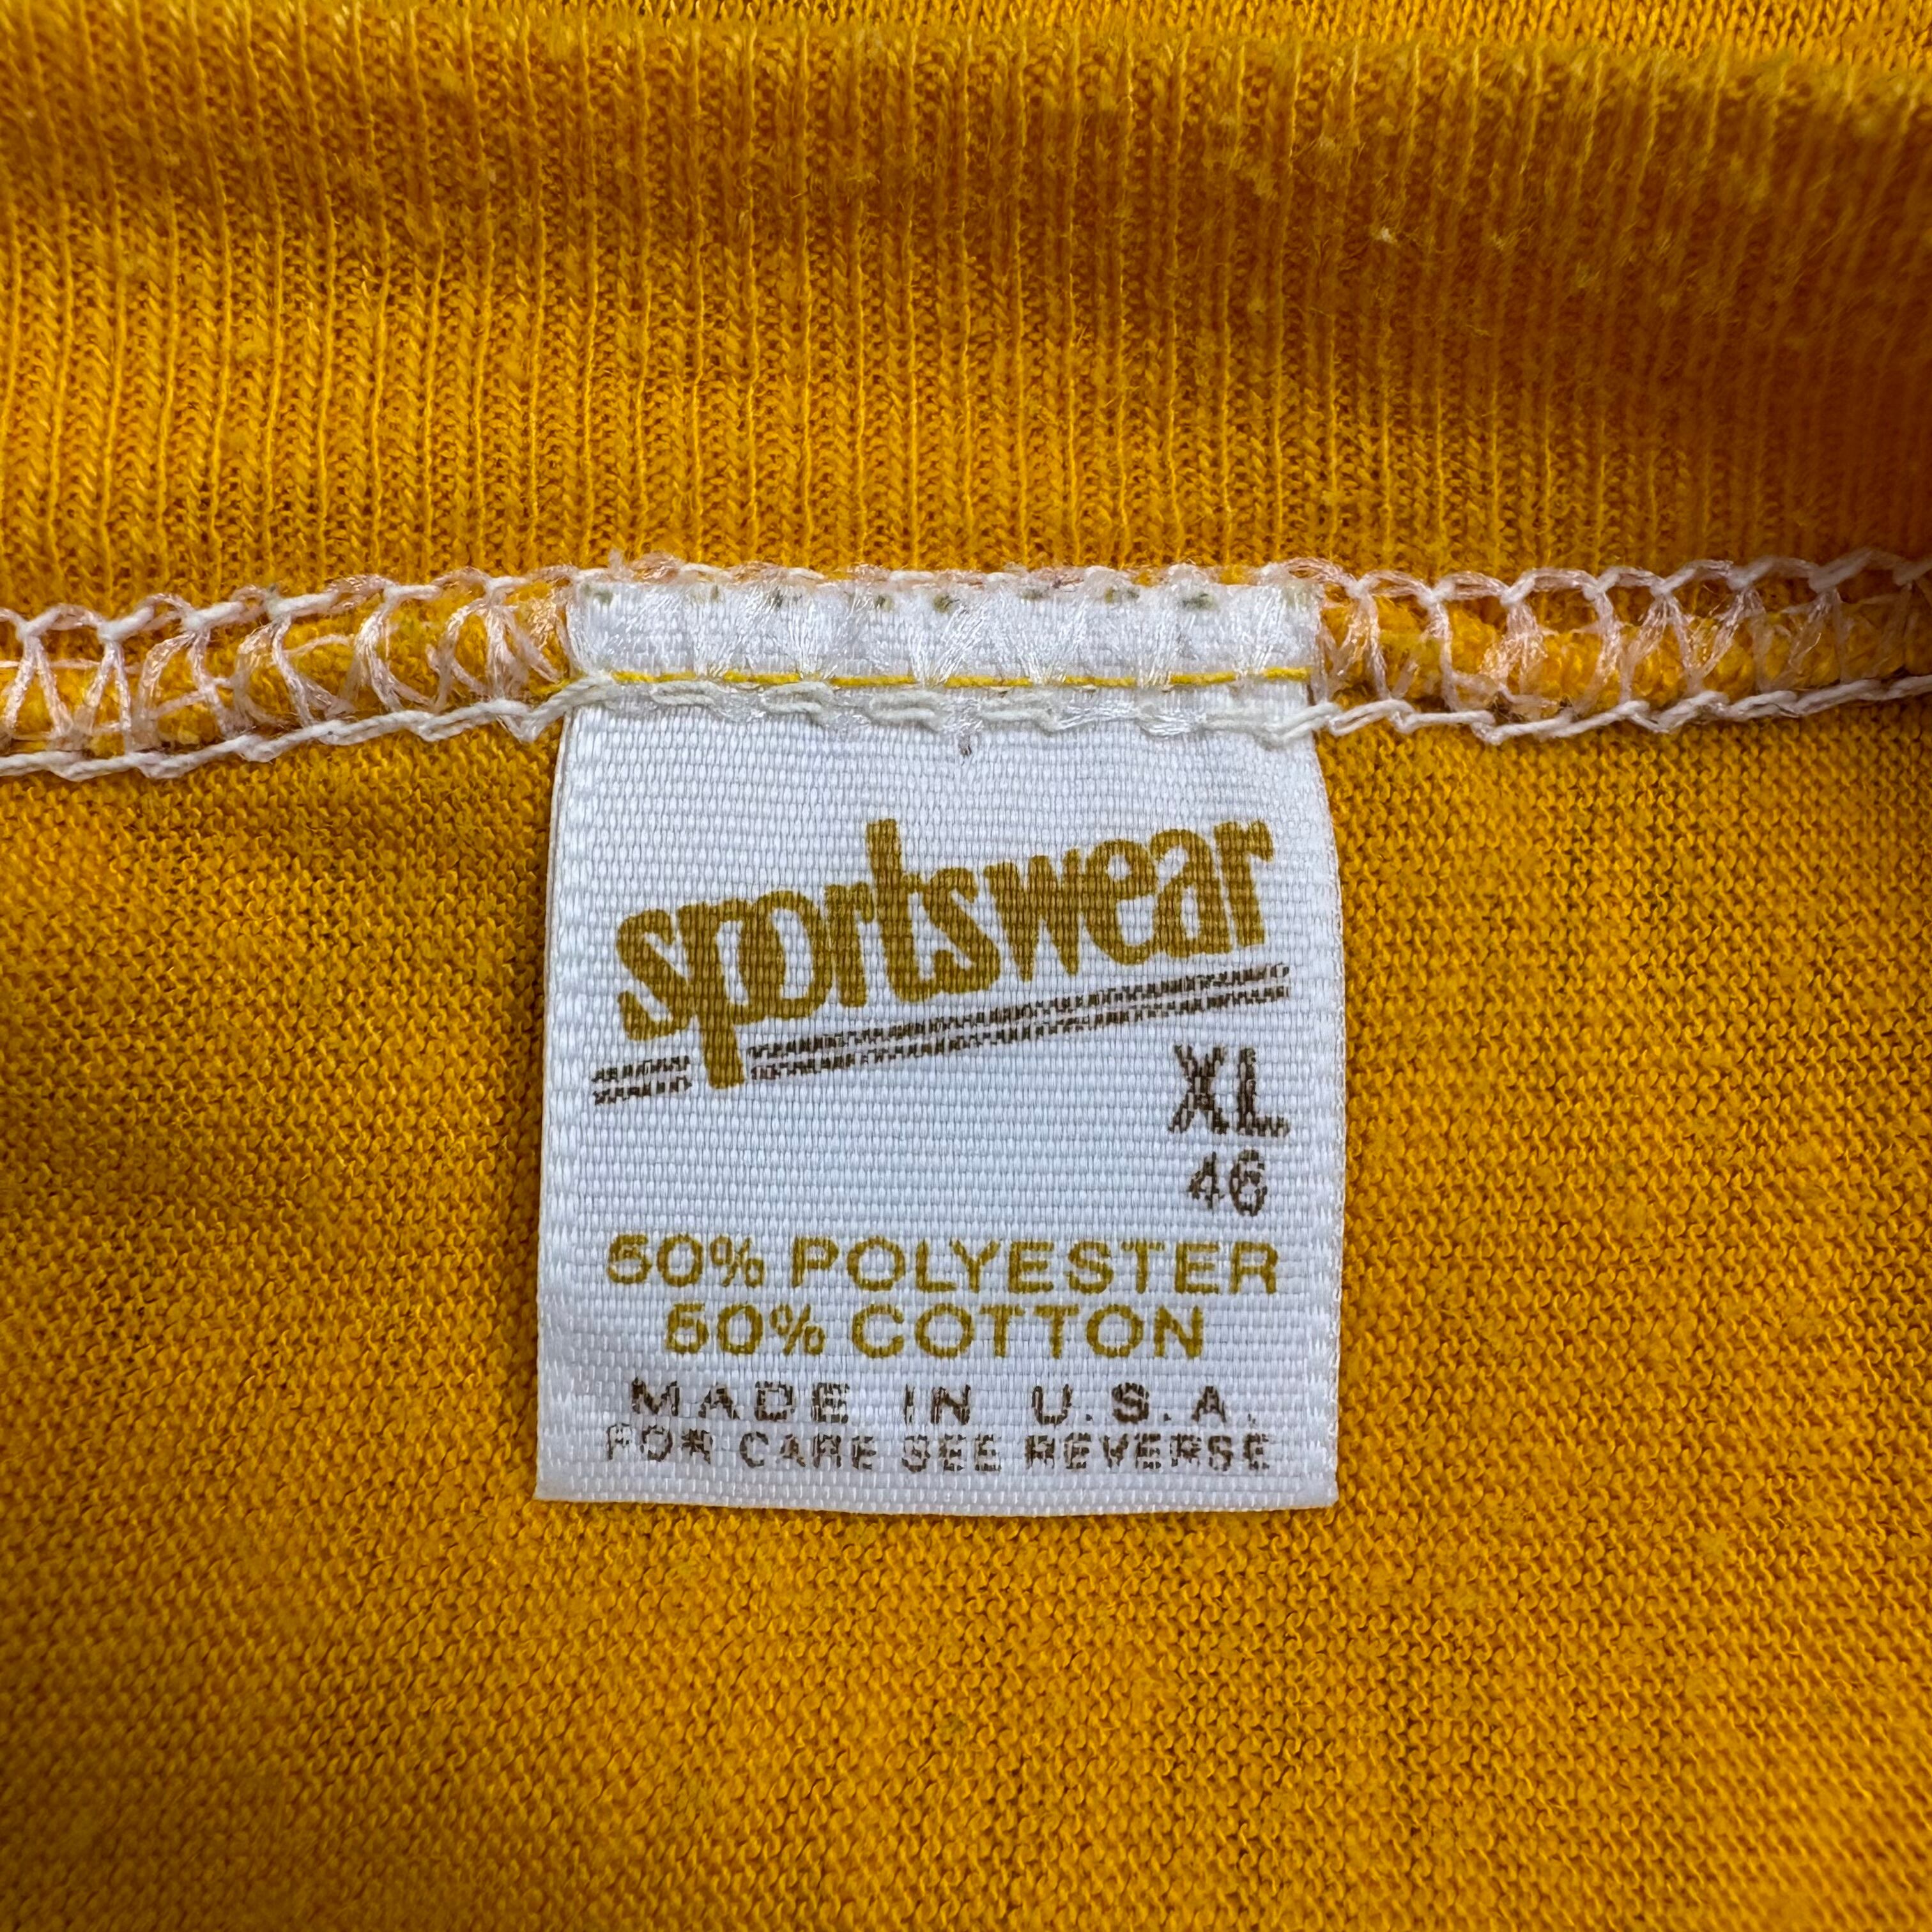 sportswear
XL
46
50% POLYESTER
50% COTTON
MADE IN U.S.A.
FOR CARE SEE REVERSE